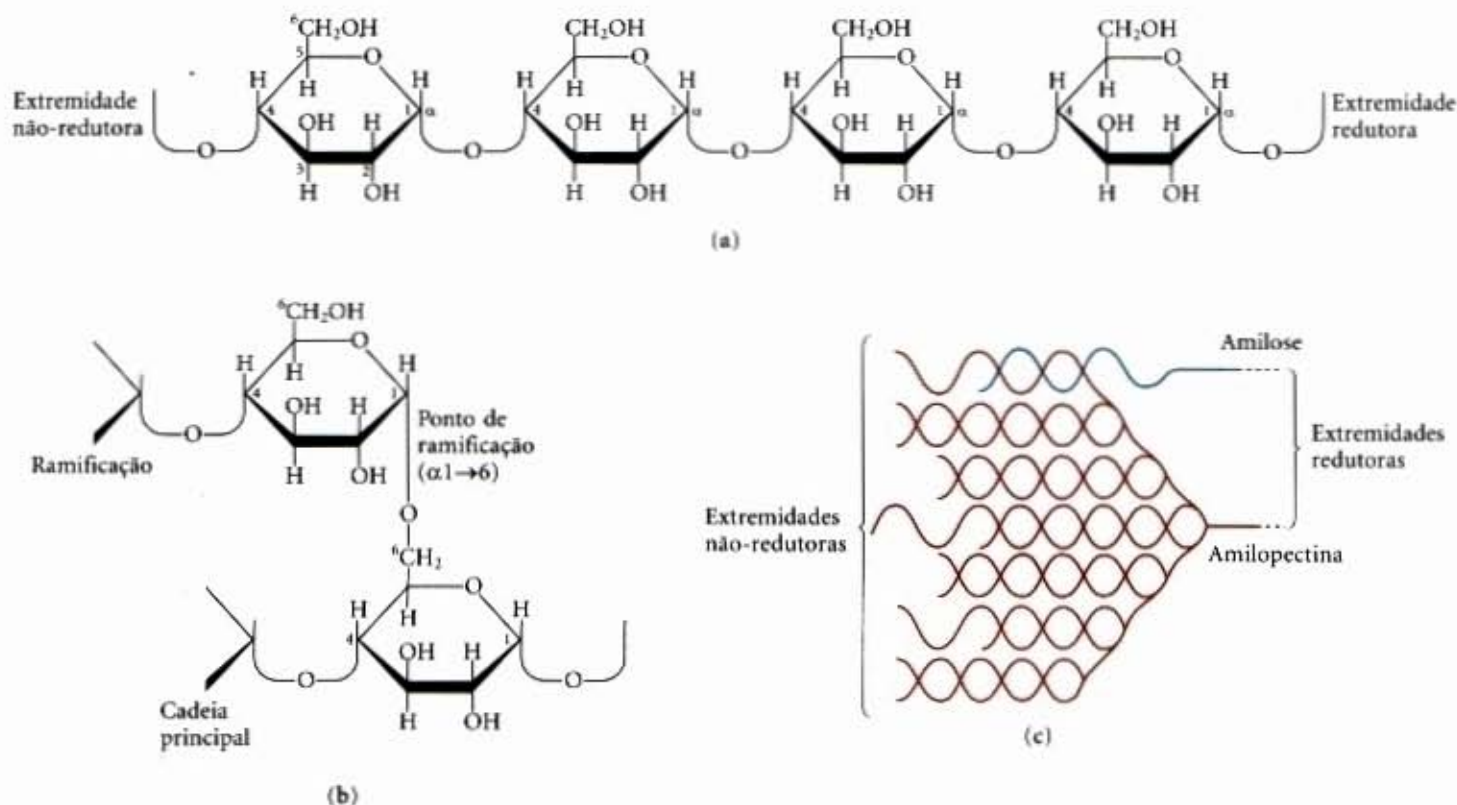 ⁶CH₂OH CH₂OH CH₂OH CH₂OH
5 O O O O
H H H H H H H H
Extremidade
não-redutora
H H H H
4 1 α 4 1 α 4 1 α 4 1
OH H OH H OH H OH H
Extremidade
redutora
O O O O O
3 2
H OH H OH H OH H OH
(a)
⁶CH₂OH
O
H H
H
4 1
OH H
O
H OH
Ramificação
Ponto de
ramificação
(α1→6)
O
⁶CH₂
O
H H
H
4 1
OH H
O O
H OH
Cadeia
principal
(b)
Amilose
Extremidades
redutoras
Extremidades
não-redutoras
Amilopectina
(c)